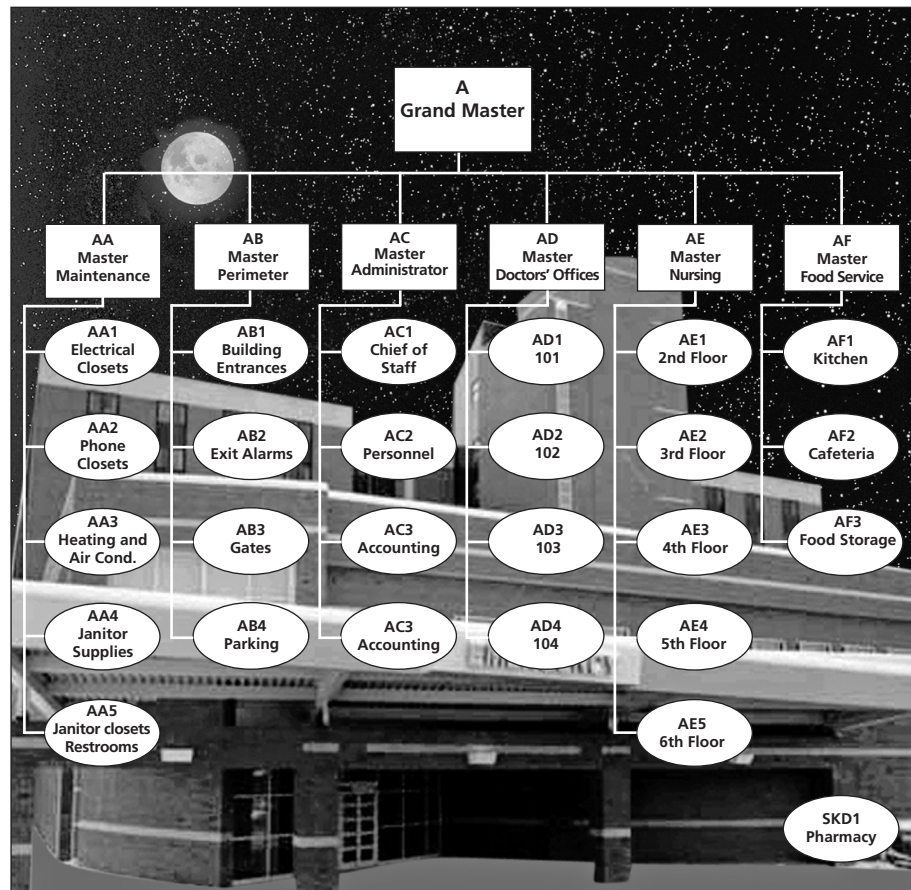 A
Grand Master
AA
Master
Maintenance
AB
Master
Perimeter
AC
Master
Administrator
AD
Master
Doctors’ Offices
AE
Master
Nursing
AF
Master
Food Service
AA1
Electrical
Closets
AA2
Phone
Closets
AA3
Heating and
Air Cond.
AA4
Janitor
Supplies
AA5
Janitor closets
Restrooms
AB1
Building
Entrances
AB2
Exit Alarms
AB3
Gates
AB4
Parking
AC1
Chief of
Staff
AC2
Personnel
AC3
Accounting
AC3
Accounting
AD1
101
AD2
102
AD3
103
AD4
104
AE1
2nd Floor
AE2
3rd Floor
AE3
4th Floor
AE4
5th Floor
AE5
6th Floor
AF1
Kitchen
AF2
Cafeteria
AF3
Food Storage
SKD1
Pharmacy